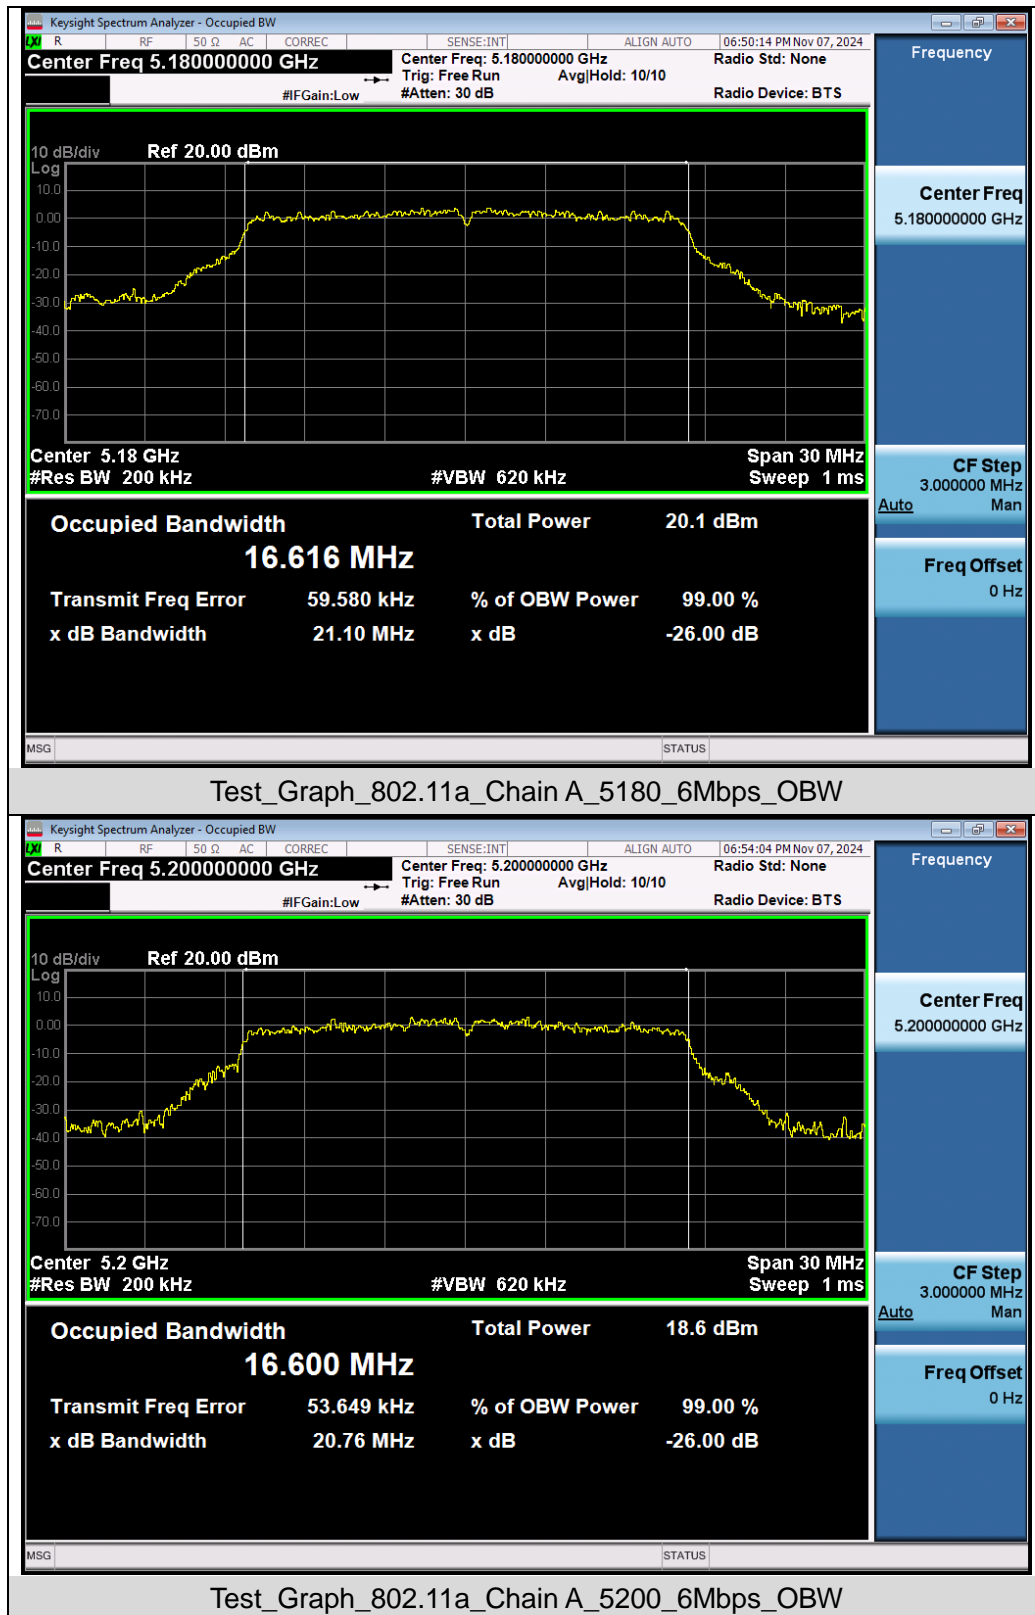 Keysight Spectrum Analyzer - Occupied BW
LXI R RF 50 Ω AC CORREC SENSE:INT ALIGN AUTO 06:50:14 PM Nov 07, 2024
Center Freq 5.180000000 GHz
Center Freq: 5.180000000 GHz Radio Std: None
Trig: Free Run Avg|Hold: 10/10
#IFGain:Low #Atten: 30 dB Radio Device: BTS
Frequency
10 dB/div Ref 20.00 dBm
Log
10.0
0.00
-10.0
-20.0
-30.0
-40.0
-50.0
-60.0
-70.0
Center 5.18 GHz Span 30 MHz
#Res BW 200 kHz #VBW 620 kHz Sweep 1 ms
Occupied Bandwidth Total Power 20.1 dBm
16.616 MHz
Transmit Freq Error 59.580 kHz % of OBW Power 99.00 %
x dB Bandwidth 21.10 MHz x dB -26.00 dB
Center Freq
5.180000000 GHz
CF Step
3.000000 MHz
Auto Man
Freq Offset
0 Hz
MSG STATUS
Test_Graph_802.11a_Chain A_5180_6Mbps_OBW
Keysight Spectrum Analyzer - Occupied BW
LXI R RF 50 Ω AC CORREC SENSE:INT ALIGN AUTO 06:54:04 PM Nov 07, 2024
Center Freq 5.200000000 GHz
Center Freq: 5.200000000 GHz Radio Std: None
Trig: Free Run Avg|Hold: 10/10
#IFGain:Low #Atten: 30 dB Radio Device: BTS
Frequency
10 dB/div Ref 20.00 dBm
Log
10.0
0.00
-10.0
-20.0
-30.0
-40.0
-50.0
-60.0
-70.0
Center 5.2 GHz Span 30 MHz
#Res BW 200 kHz #VBW 620 kHz Sweep 1 ms
Occupied Bandwidth Total Power 18.6 dBm
16.600 MHz
Transmit Freq Error 53.649 kHz % of OBW Power 99.00 %
x dB Bandwidth 20.76 MHz x dB -26.00 dB
Center Freq
5.200000000 GHz
CF Step
3.000000 MHz
Auto Man
Freq Offset
0 Hz
MSG STATUS
Test_Graph_802.11a_Chain A_5200_6Mbps_OBW